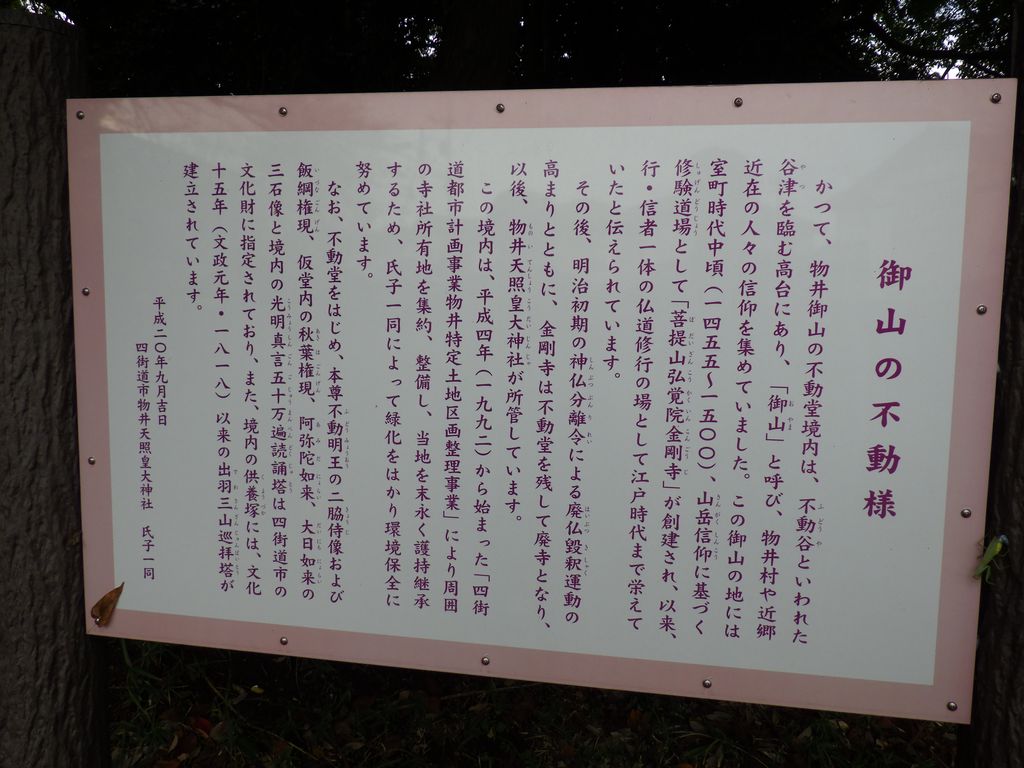 御山の不動様
かつて、物井御山の不動堂境内は、不動谷といわれた
谷津を臨む高台にあり、「御山」と呼び、物井村や近郷
近在の人々の信仰を集めていました。この御山の地には
室町時代中頃（一四五五～一五〇〇）、山岳信仰に基づく
修験道場として「菩提山弘覚院金剛寺」が創建され、以来、
行・信者一体の仏道修行の場として江戸時代まで栄えて
いたと伝えられています。
その後、明治初期の神仏分離令による廃仏毀釈運動の
高まりとともに、金剛寺は不動堂を残して廃寺となり、
以後、物井天照皇大神社が所管しています。
この境内は、平成四年（一九九二）から始まった「四街
道都市計画事業物井特定土地区画整理事業」により周囲
の寺社所有地を集約、整備し、当地を末永く護持継承
するため、氏子一同によって緑化をはかり環境保全に
努めています。
なお、不動堂をはじめ、本尊不動明王の二脇侍像および
飯綱権現、仮堂内の秋葉権現、阿弥陀如来、大日如来の
三石像と境内の光明真言五十万遍読誦塔は四街道市の
文化財に指定されており、また、境内の供養塚には、文化
十五年（文政元年・一八一八）以来の出羽三山巡拝塔が
建立されています。
平成二〇年九月吉日
四街道市物井天照皇大神社　氏子一同